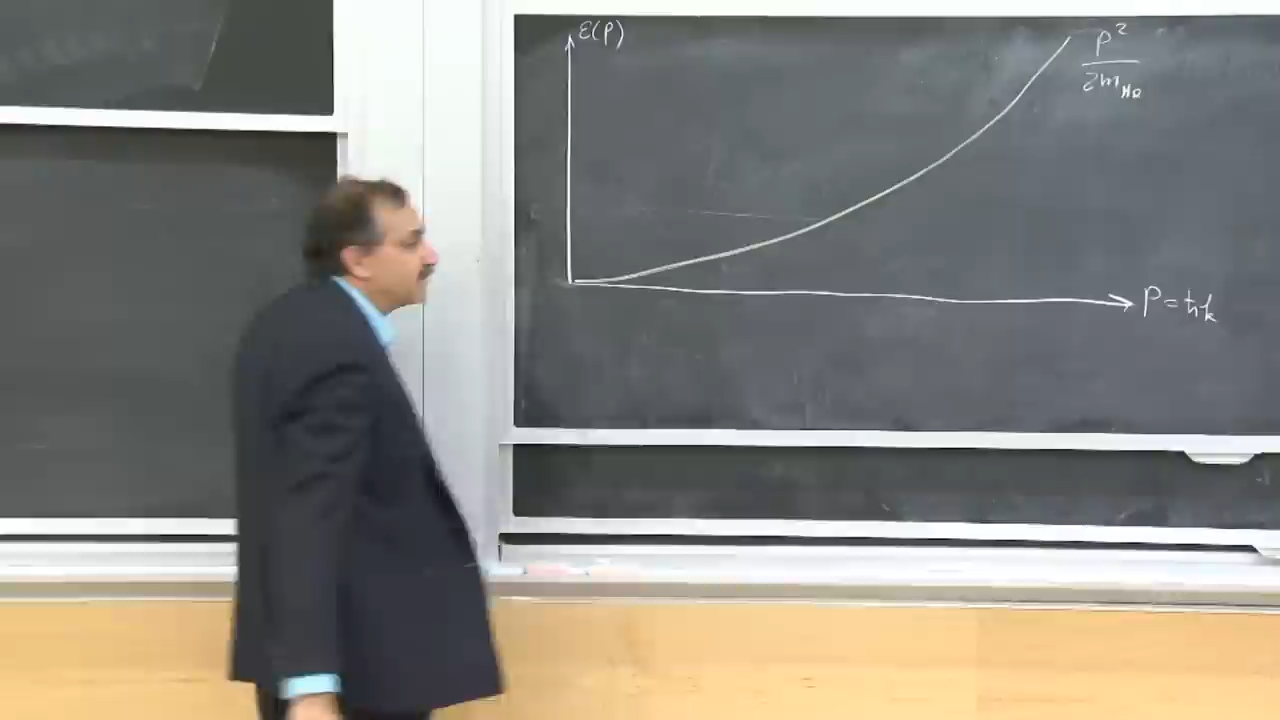 ε(P)
P²
2m_He
P = ħk